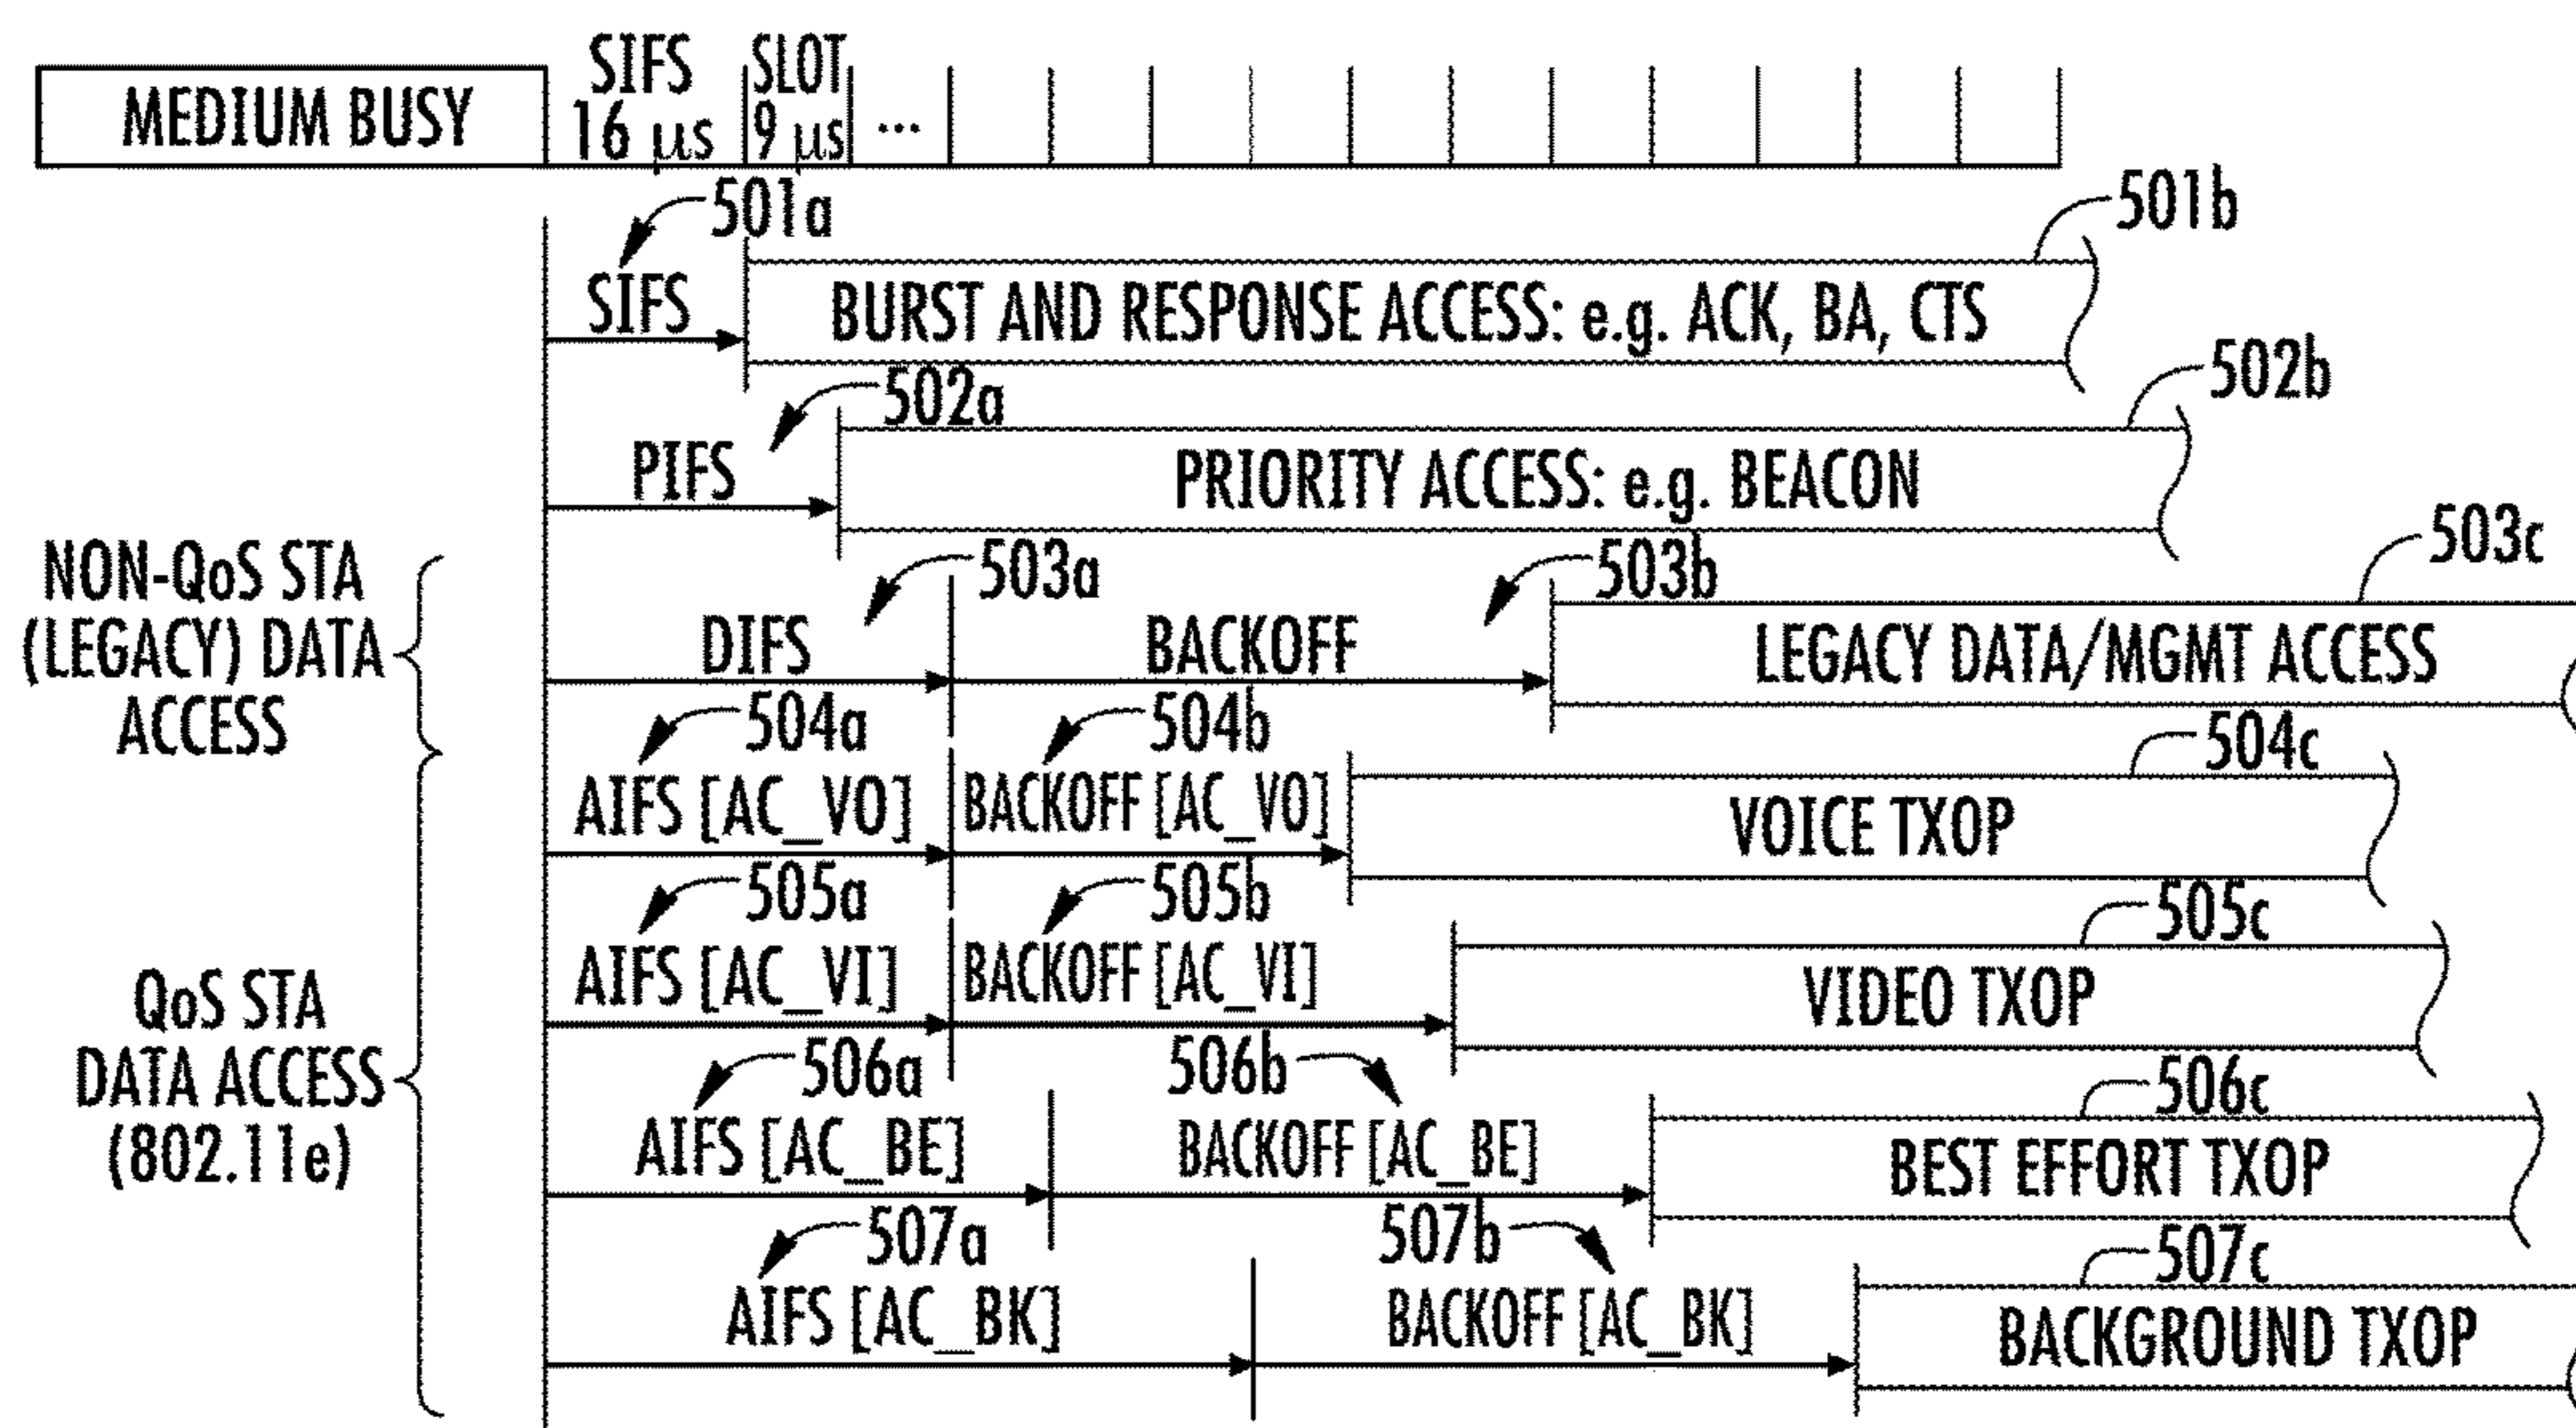 SIFS SLOT
MEDIUM BUSY 16 μs 9 μs ...
501a
501b
SIFS
BURST AND RESPONSE ACCESS: e.g. ACK, BA, CTS
502a
502b
PIFS
PRIORITY ACCESS: e.g. BEACON
NON-QoS STA
(LEGACY) DATA
ACCESS
503a
503b
503c
DIFS
BACKOFF
LEGACY DATA/MGMT ACCESS
504a
504b
504c
AIFS [AC_VO]
BACKOFF [AC_VO]
VOICE TXOP
505a
505b
505c
AIFS [AC_VI]
BACKOFF [AC_VI]
VIDEO TXOP
QoS STA
DATA ACCESS
(802.11e)
506a
506b
506c
AIFS [AC_BE]
BACKOFF [AC_BE]
BEST EFFORT TXOP
507a
507b
507c
AIFS [AC_BK]
BACKOFF [AC_BK]
BACKGROUND TXOP